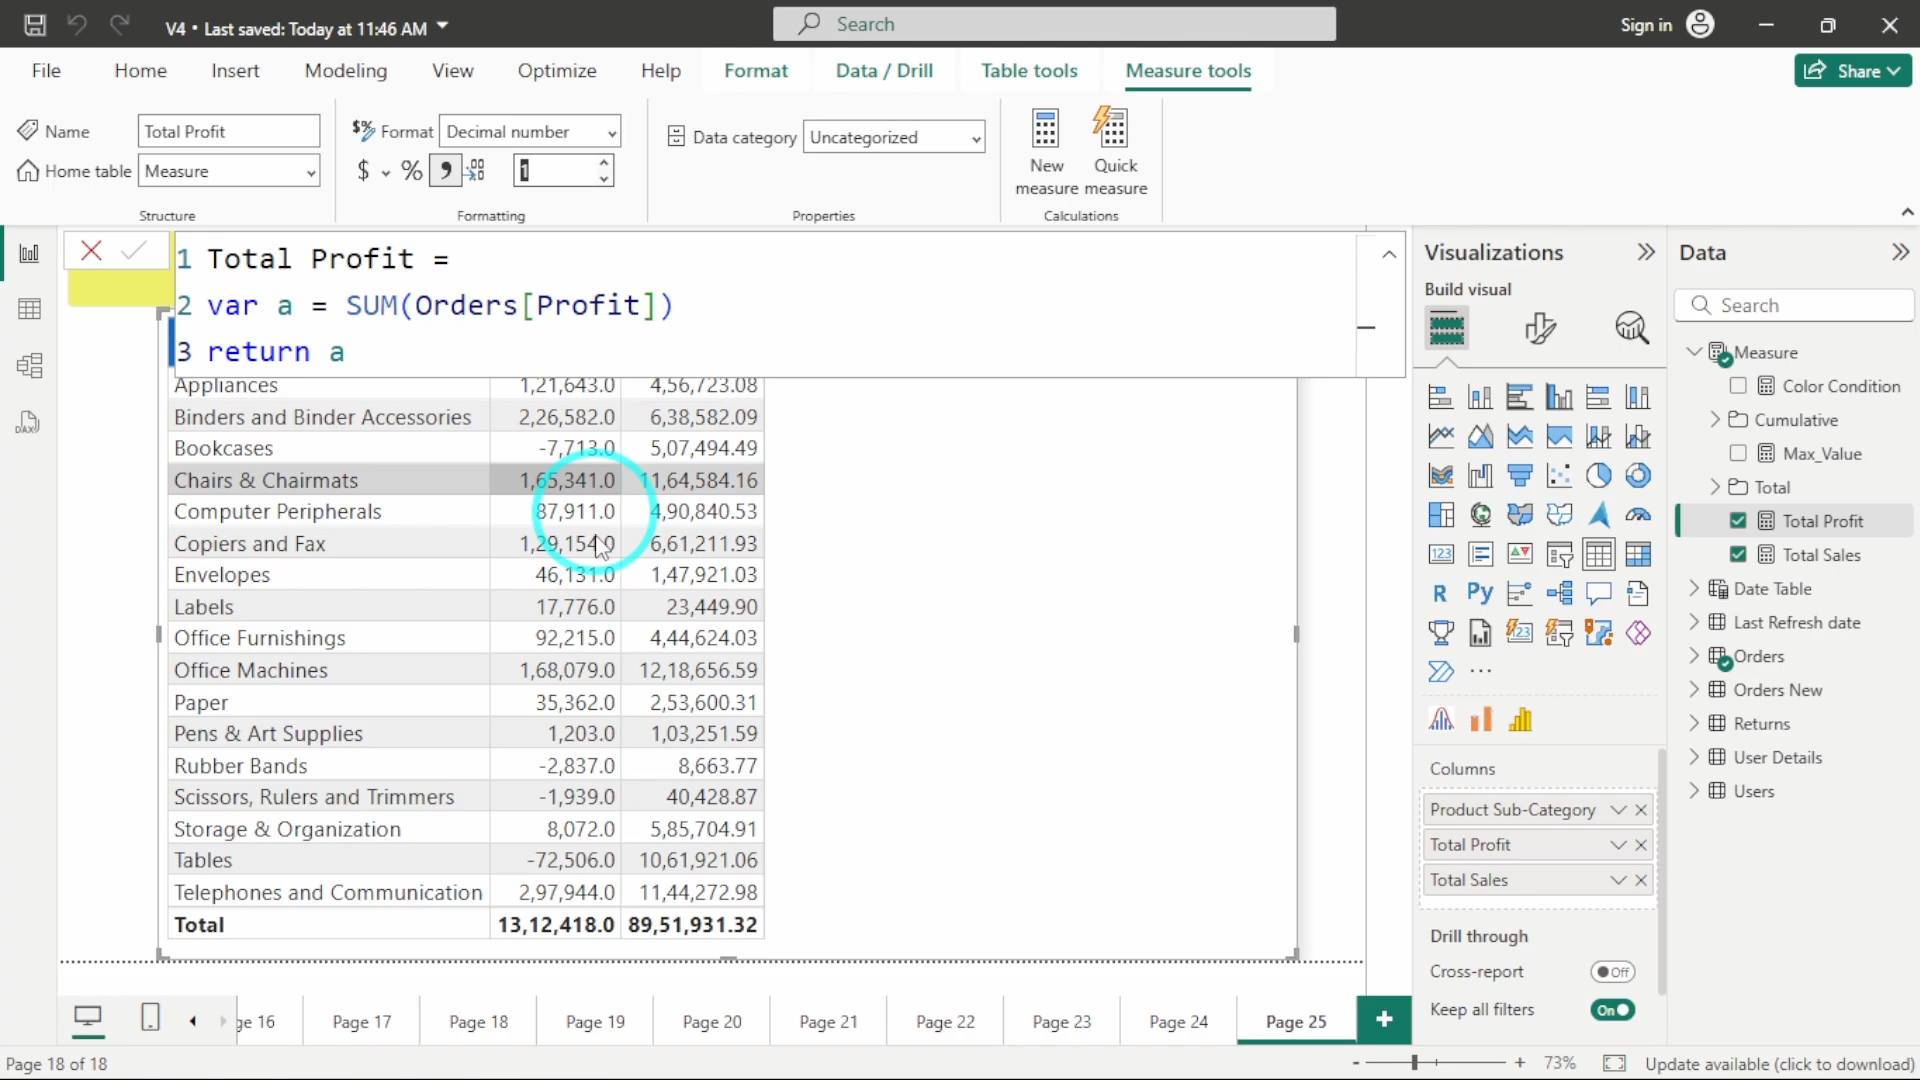 V4 • Last saved: Today at 11:46 AM
Search
Sign in
File Home Insert Modeling View Optimize Help Format Data / Drill Table tools Measure tools
Share
Name Total Profit
Home table Measure
Structure
$% Format Decimal number
$ % 9 1
Formatting
Data category Uncategorized
Properties
New measure
Quick measure
Calculations
1 Total Profit =
2 var a = SUM(Orders[Profit])
3 return a
Appliances 1,21,643.0 4,56,723.08
Binders and Binder Accessories 2,26,582.0 6,38,582.09
Bookcases -7,713.0 5,07,494.49
Chairs & Chairmats 1,65,341.0 11,64,584.16
Computer Peripherals 87,911.0 4,90,840.53
Copiers and Fax 1,29,154.0 6,61,211.93
Envelopes 46,131.0 1,47,921.03
Labels 17,776.0 23,449.90
Office Furnishings 92,215.0 4,44,624.03
Office Machines 1,68,079.0 12,18,656.59
Paper 35,362.0 2,53,600.31
Pens & Art Supplies 1,203.0 1,03,251.59
Rubber Bands -2,837.0 8,663.77
Scissors, Rulers and Trimmers -1,939.0 40,428.87
Storage & Organization 8,072.0 5,85,704.91
Tables -72,506.0 10,61,921.06
Telephones and Communication 2,97,944.0 11,44,272.98
Total 13,12,418.0 89,51,931.32
Visualizations
Build visual
123
R Py
123
Columns
Product Sub-Category
Total Profit
Total Sales
Drill through
Cross-report Off
Keep all filters On
Data
Search
Measure
Color Condition
Cumulative
Max_Value
Total
Total Profit
Total Sales
Date Table
Last Refresh date
Orders
Orders New
Returns
User Details
Users
DAX
ge 16 Page 17 Page 18 Page 19 Page 20 Page 21 Page 22 Page 23 Page 24 Page 25 +
Page 18 of 18
- + 73%
Update available (click to download)